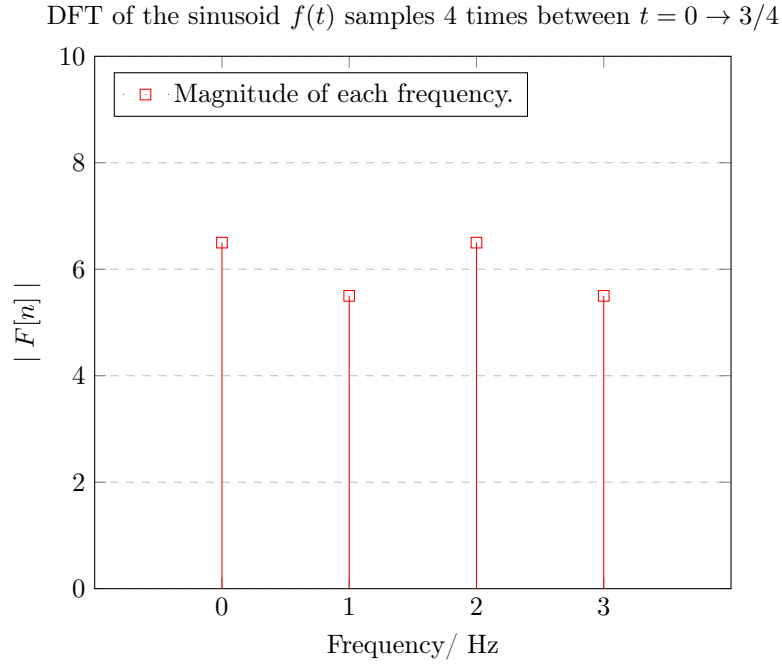 DFT of the sinusoid f(t) samples 4 times between t = 0 → 3/4
10
Magnitude of each frequency.
8
6
4
2
0
| F[n] |
0 1 2 3
Frequency/ Hz